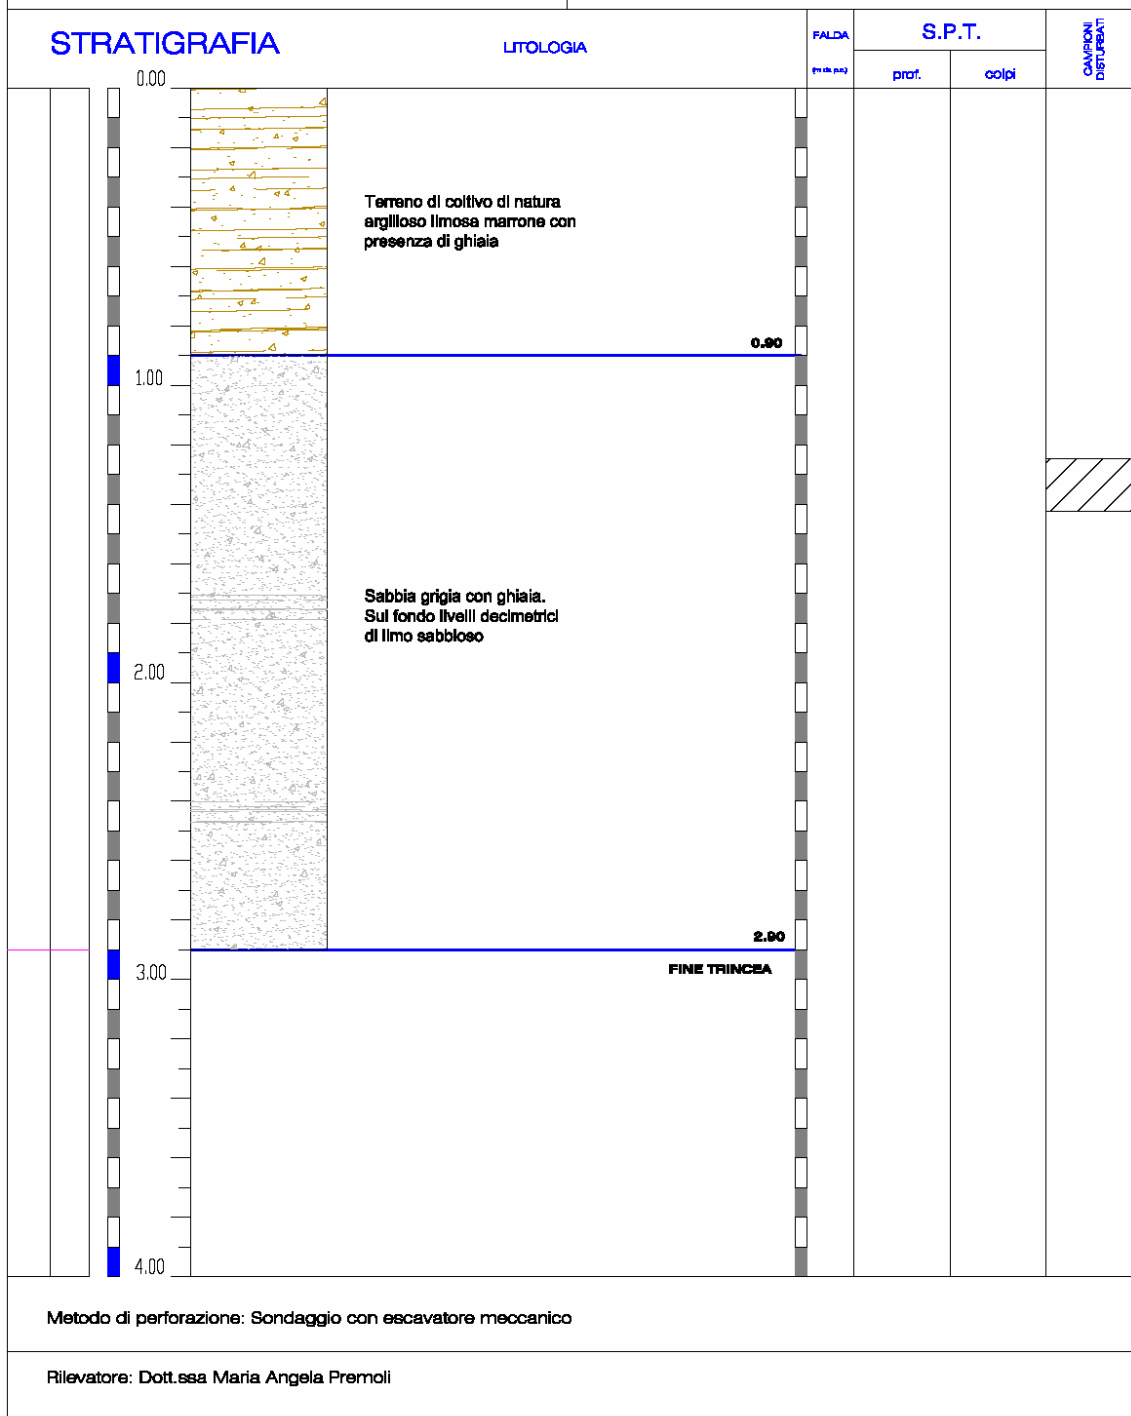 STRATIGRAFIA
LITOLOGIA
FALDA
(m da p.c.)
S.P.T.
prof.
colpi
CAMPIONI
DISTURBATI
0.00
Terreno di coltivo di natura
argilloso limosa marrone con
presenza di ghiaia
0.90
1.00
Sabbia grigia con ghiaia.
Sul fondo livelli decimetrici
di limo sabbioso
2.00
2.90
FINE TRINCEA
3.00
4.00
Metodo di perforazione: Sondaggio con escavatore meccanico
Rilevatore: Dott.ssa Maria Angela Premoli